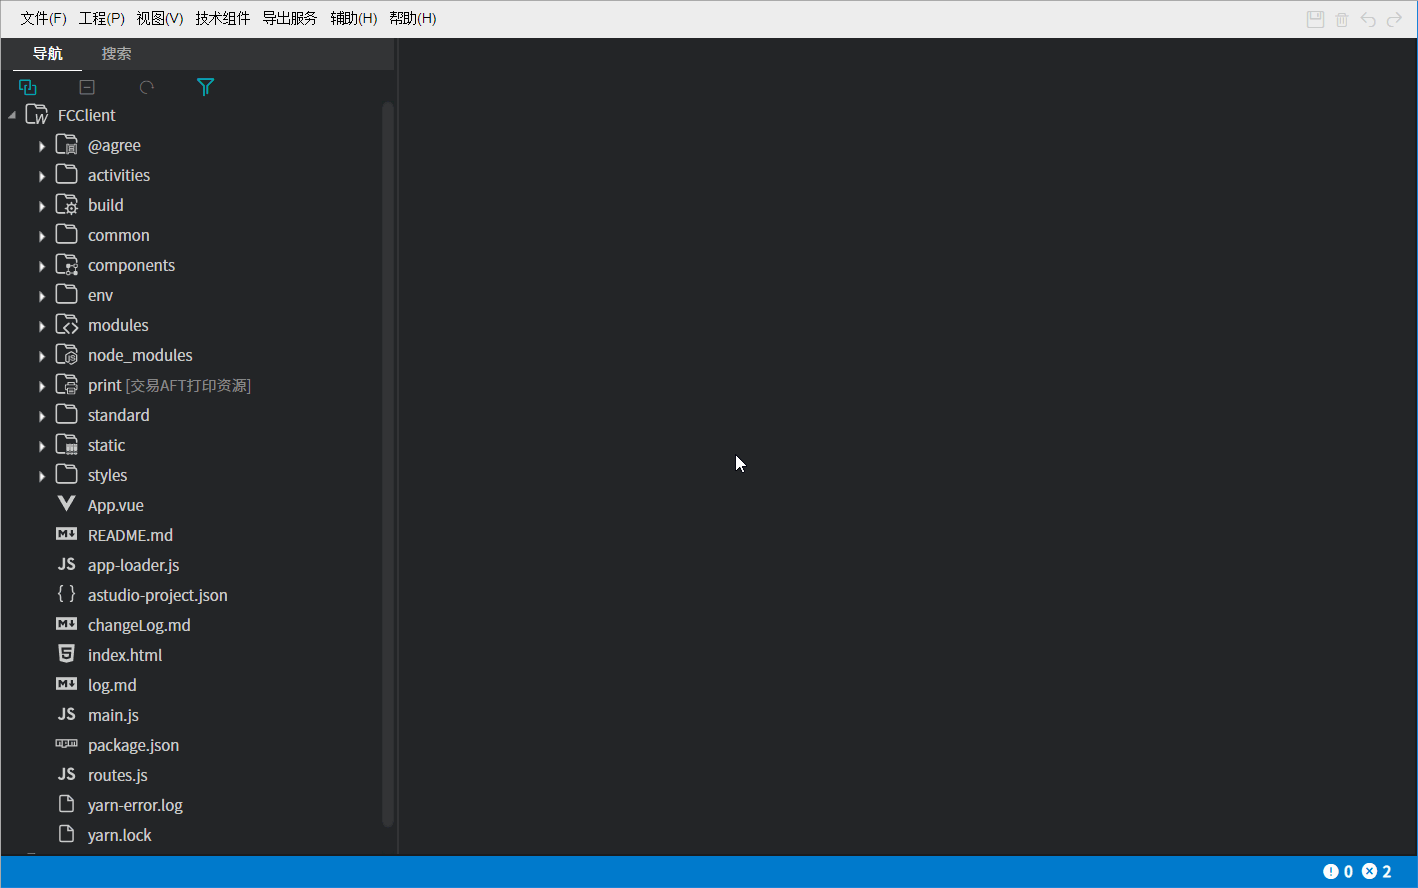 文件(F) 工程(P) 视图(V) 技术组件 导出服务 辅助(H) 帮助(H)
导航 搜索
FCClient
@agree
activities
build
common
components
env
modules
node_modules
print [交易AFT打印资源]
standard
static
styles
App.vue
README.md
JS app-loader.js
{ } astudio-project.json
changeLog.md
index.html
log.md
JS main.js
package.json
JS routes.js
yarn-error.log
yarn.lock
0 2